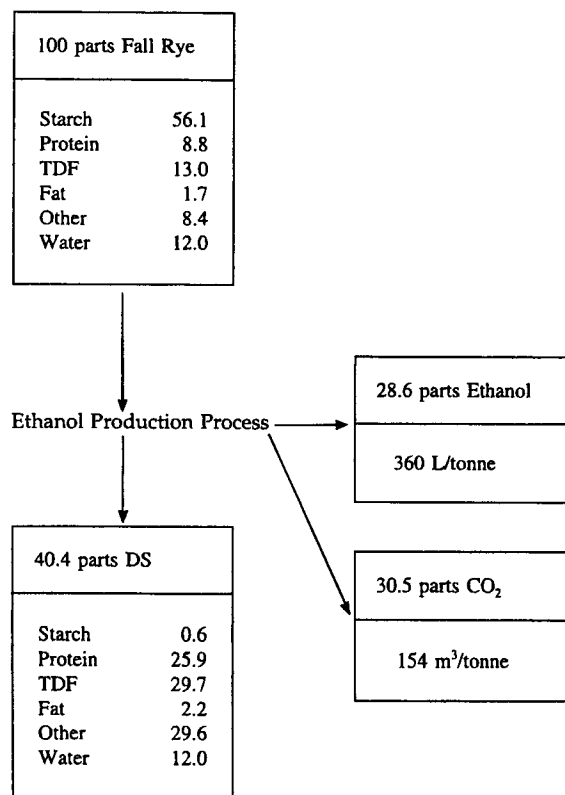 100 parts Fall Rye
Starch 56.1
Protein 8.8
TDF 13.0
Fat 1.7
Other 8.4
Water 12.0
Ethanol Production Process
28.6 parts Ethanol
360 L/tonne
40.4 parts DS
Starch 0.6
Protein 25.9
TDF 29.7
Fat 2.2
Other 29.6
Water 12.0
30.5 parts CO₂
154 m³/tonne